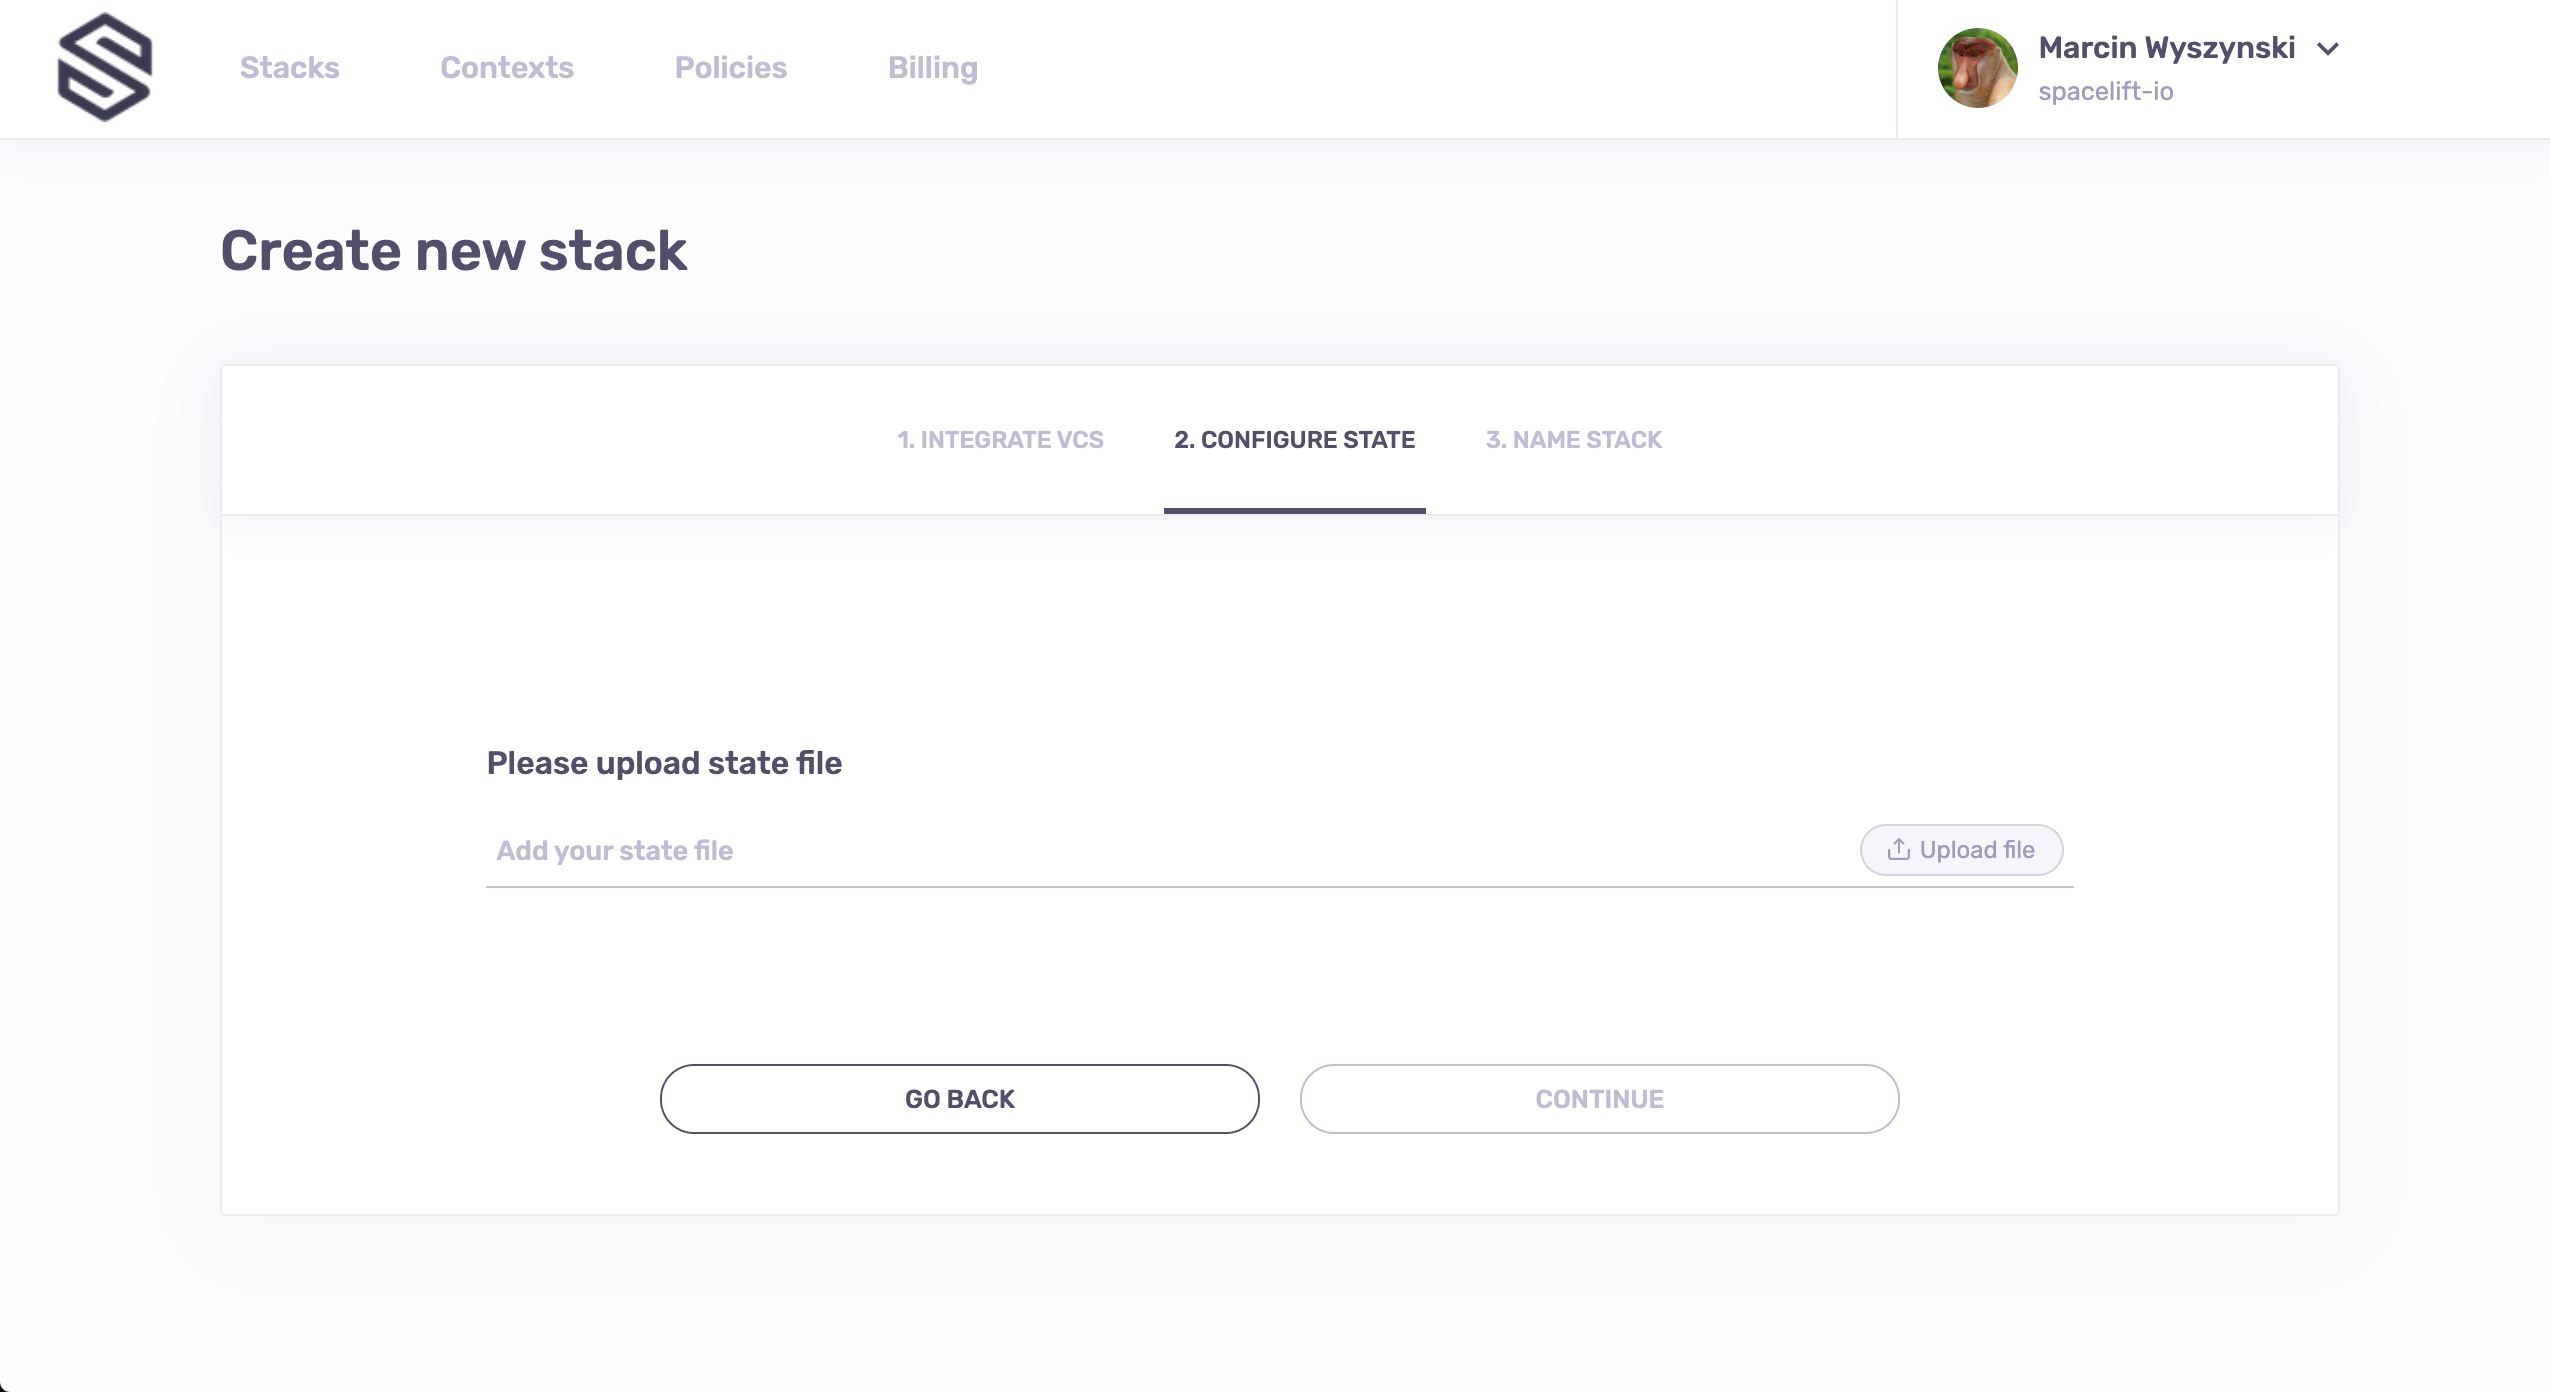 Stacks Contexts Policies Billing
Marcin Wyszynski
spacelift-io
Create new stack
1. INTEGRATE VCS 2. CONFIGURE STATE 3. NAME STACK
Please upload state file
Add your state file Upload file
GO BACK CONTINUE